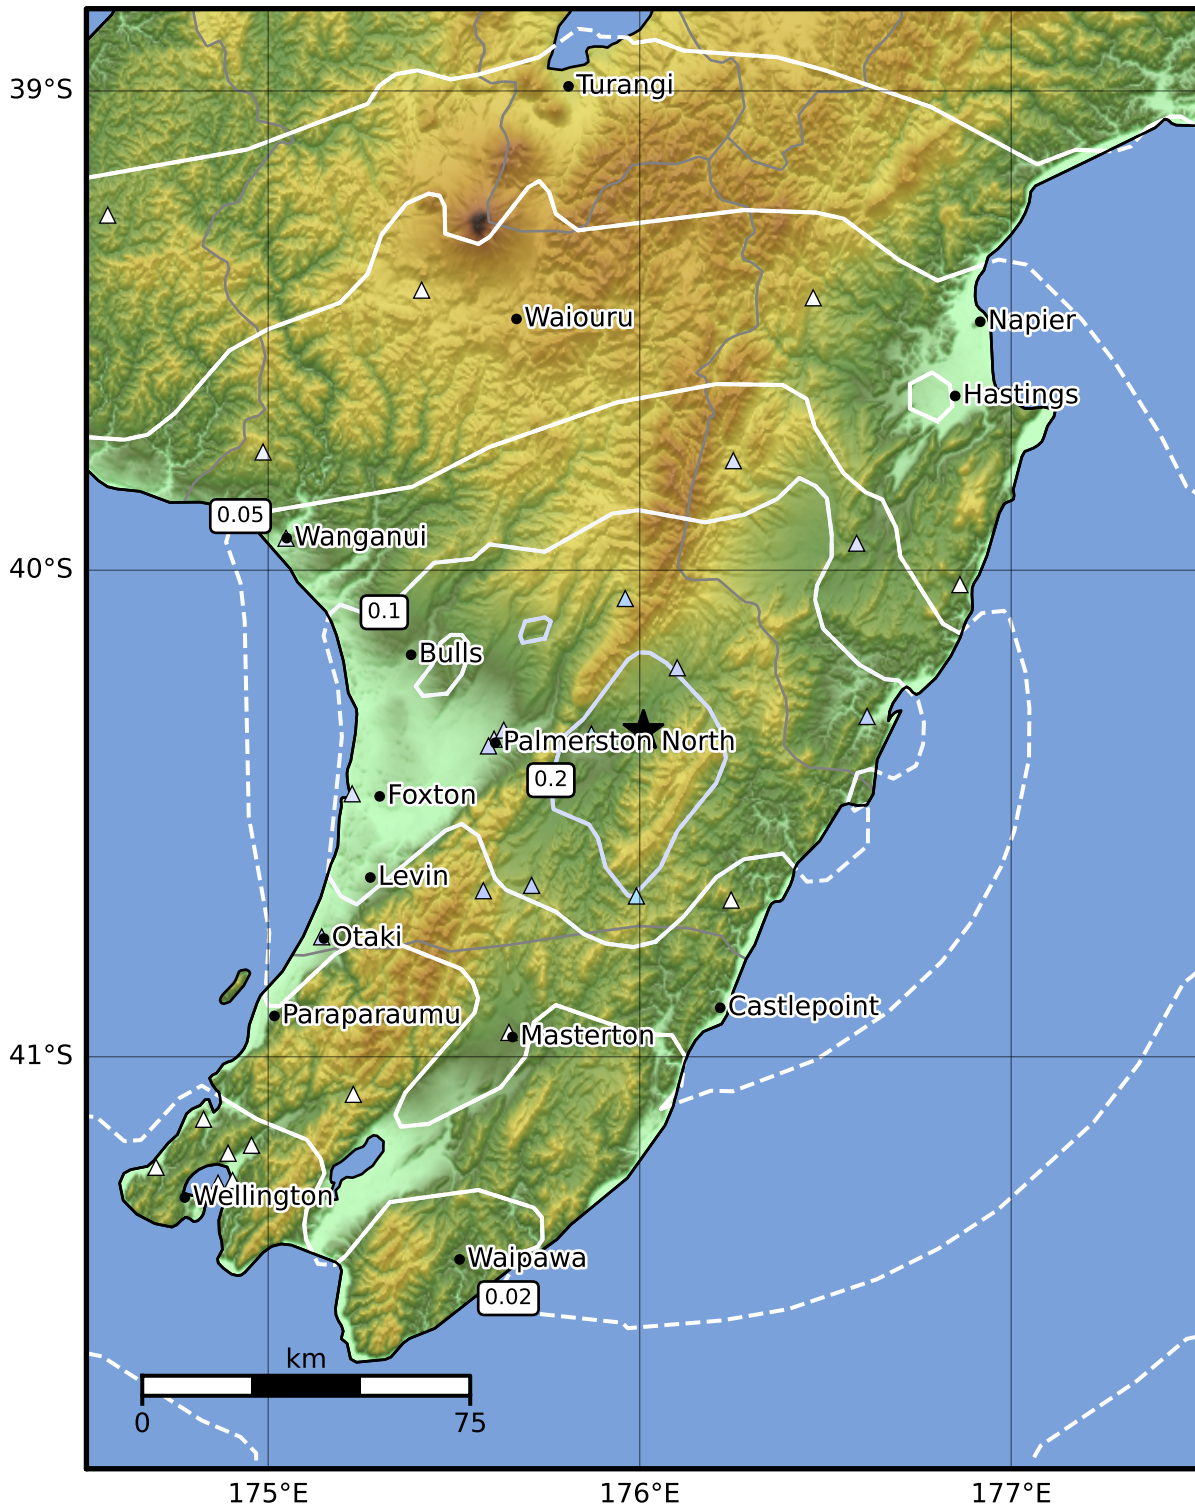 39°S
Turangi
Waiouru
Napier
Hastings
0.05
Wanganui
40°S
0.1
Bulls
Palmerston North
0.2
Foxton
Levin
Otaki
Castlepoint
Paraparaumu
Masterton
41°S
Wellington
Waipawa
0.02
km
0
75
175°E
176°E
177°E